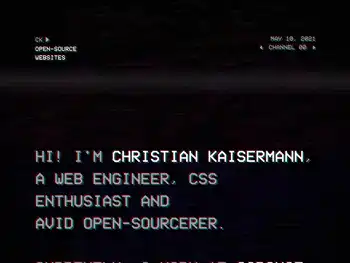 CK
OPEN-SOURCE
WEBSITES
MAY 10, 2021
CHANNEL 00
HI! I'M CHRISTIAN KAISERMANN,
A WEB ENGINEER, CSS
ENTHUSIAST AND
AVID OPEN-SOURCERER.